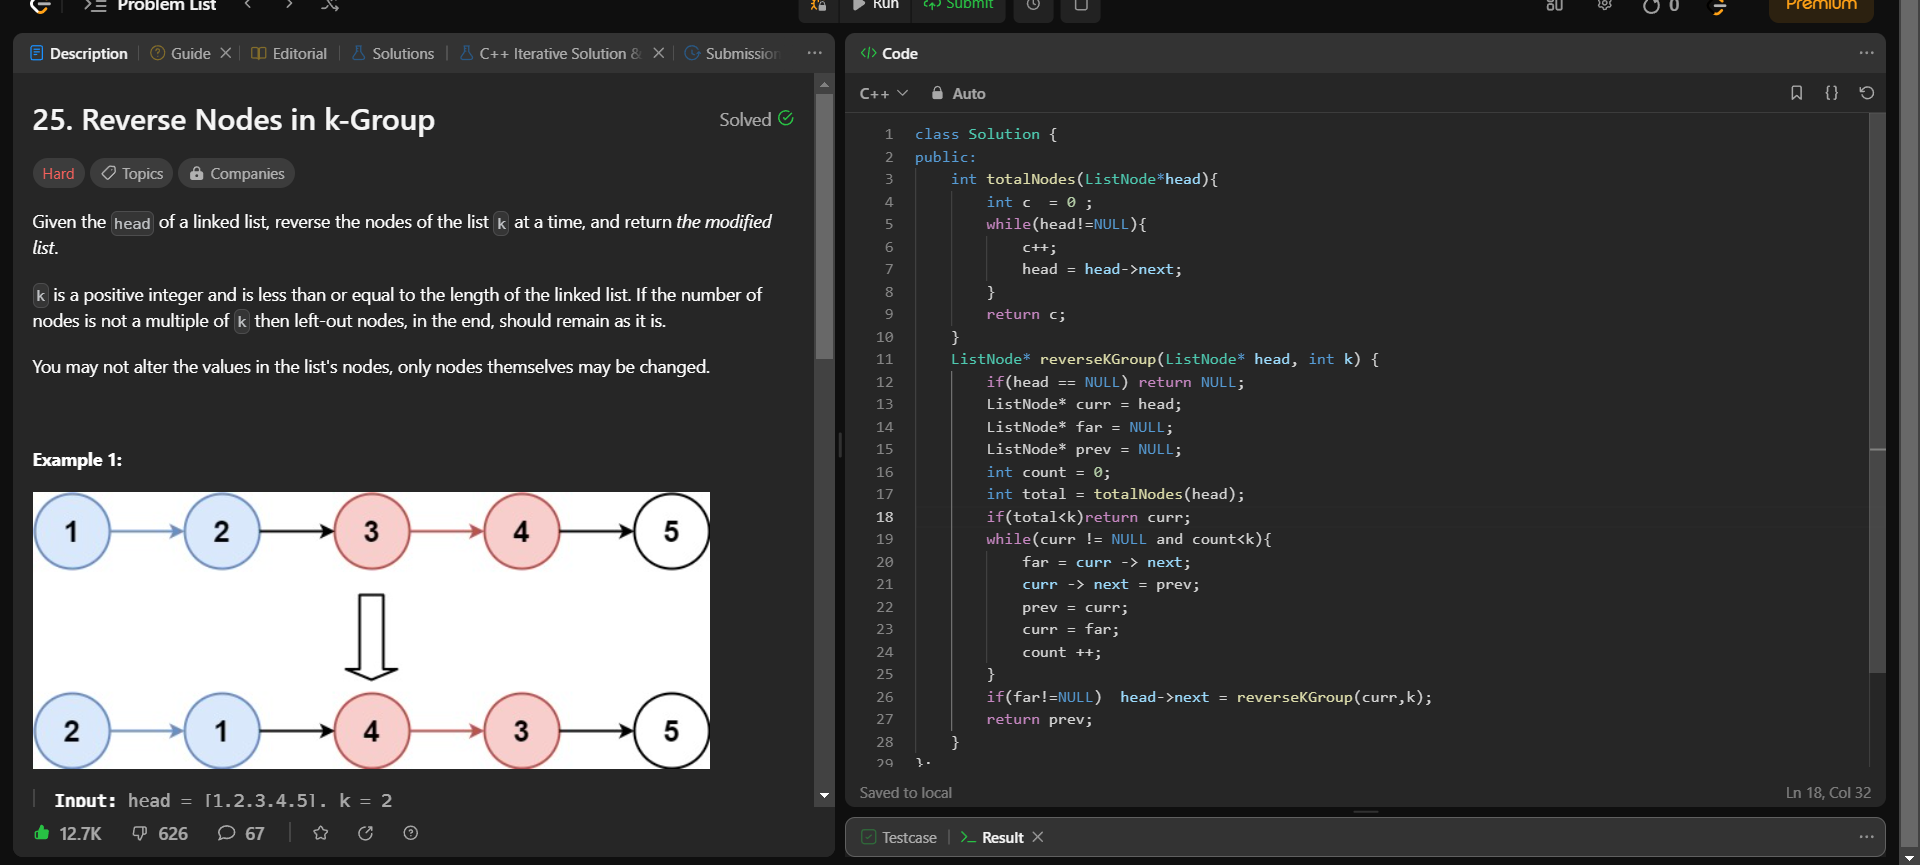 Problem List
Run
Submit
0
Premium
Description
Guide
Editorial
Solutions
C++ Iterative Solution &
Submission
Code
C++
Auto
25. Reverse Nodes in k-Group
Solved
Hard
Topics
Companies
Given the head of a linked list, reverse the nodes of the list k at a time, and return the modified
list.
k is a positive integer and is less than or equal to the length of the linked list. If the number of
nodes is not a multiple of k then left-out nodes, in the end, should remain as it is.
You may not alter the values in the list's nodes, only nodes themselves may be changed.
Example 1:
1 2 3 4 5
2 1 4 3 5
Input: head = [1,2,3,4,5], k = 2
12.7K
626
67
1 class Solution {
2 public:
3 int totalNodes(ListNode*head){
4 int c  = 0 ;
5 while(head!=NULL){
6 c++;
7 head = head->next;
8 }
9 return c;
10 }
11 ListNode* reverseKGroup(ListNode* head, int k) {
12 if(head == NULL) return NULL;
13 ListNode* curr = head;
14 ListNode* far = NULL;
15 ListNode* prev = NULL;
16 int count = 0;
17 int total = totalNodes(head);
18 if(total<k)return curr;
19 while(curr != NULL and count<k){
20 far = curr -> next;
21 curr -> next = prev;
22 prev = curr;
23 curr = far;
24 count ++;
25 }
26 if(far!=NULL)  head->next = reverseKGroup(curr,k);
27 return prev;
28 }
29 };
Saved to local
Ln 18, Col 32
Testcase
Result